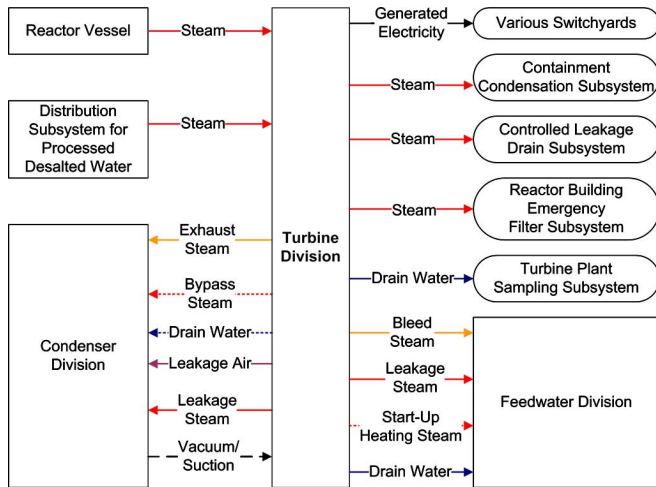 Reactor Vessel
Steam
Distribution
Subsystem for
Processed
Desalted Water
Steam
Condenser
Division
Exhaust
Steam
Bypass
Steam
Drain Water
Leakage Air
Leakage
Steam
Vacuum/
Suction
Turbine
Division
Generated
Electricity
Various Switchyards
Steam
Containment
Condensation Subsystem
Steam
Controlled Leakage
Drain Subsystem
Steam
Reactor Building
Emergency
Filter Subsystem
Drain Water
Turbine Plant
Sampling Subsystem
Bleed
Steam
Leakage
Steam
Start-Up
Heating Steam
Drain Water
Feedwater Division